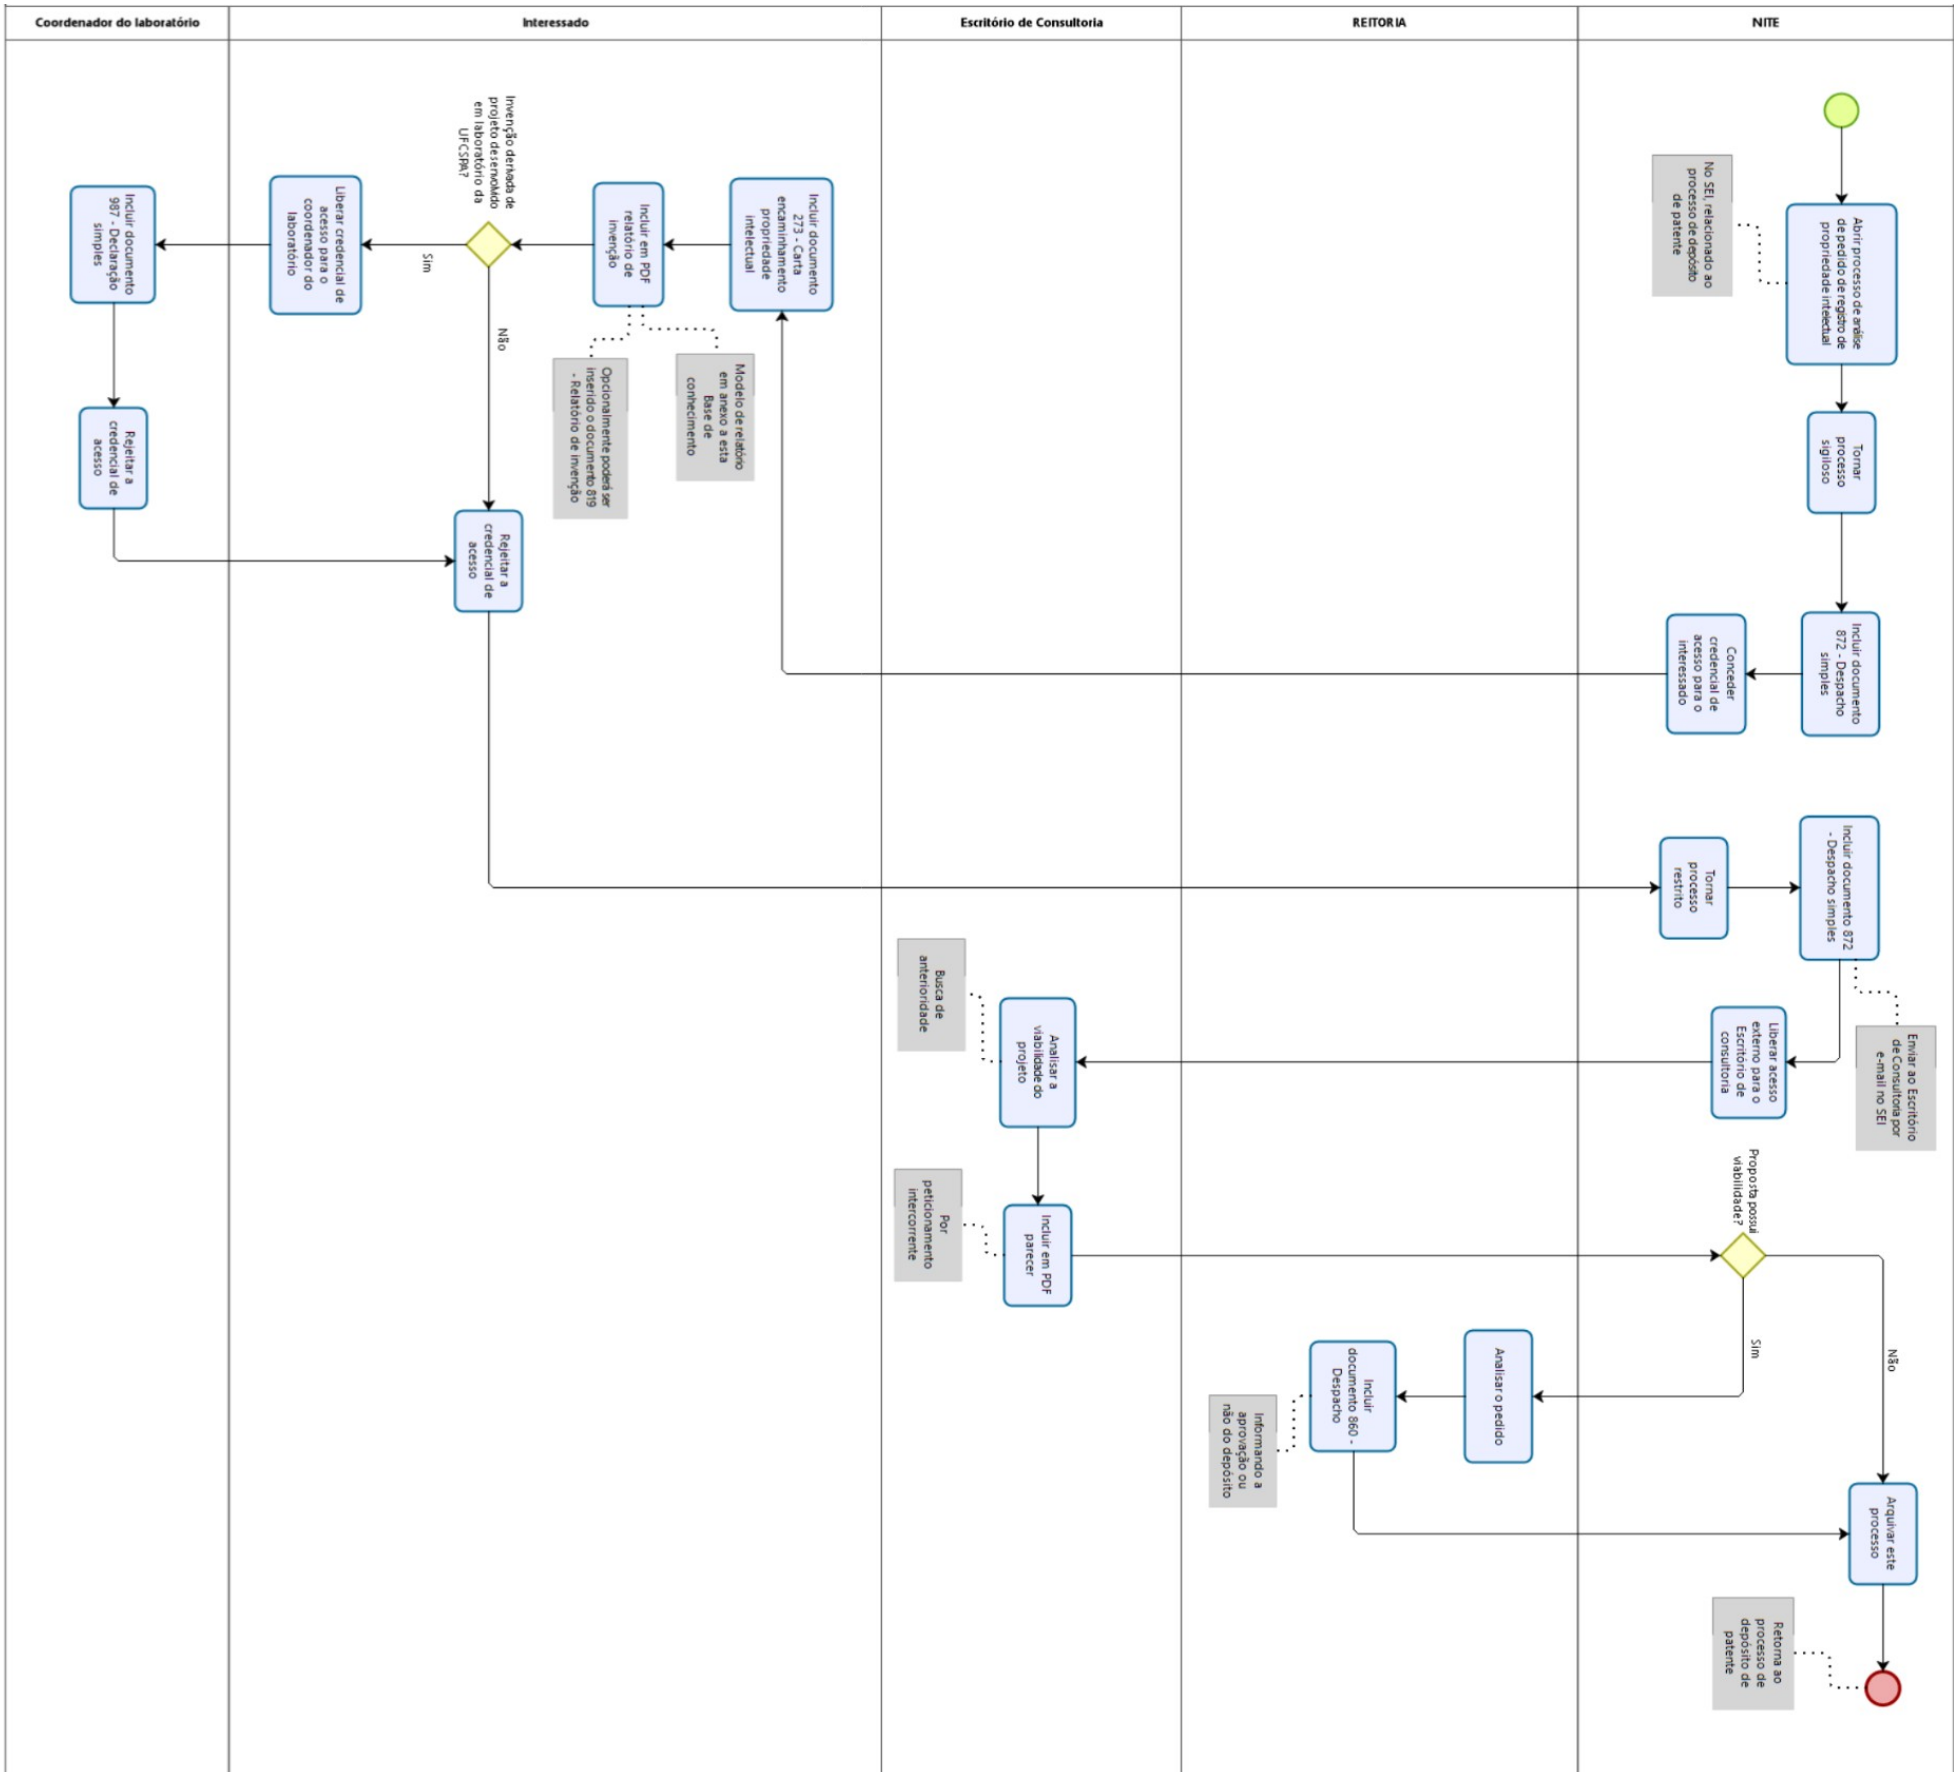 Coordenador do laboratório
Interessado
Escritório de Consultoria
REITORIA
NITE
Abrir processo de análise
de pedido de registro de
propriedade intelectual
No SEI, relacionado ao
processo de depósito
de patente
Tornar
processo
sigiloso
Incluir documento
872 - Despacho
simples
Conceder
credencial de
acesso para o
interessado
Incluir documento
273 - Carta
encaminhamento
propriedade
intelectual
Incluir em PDF
relatório de
invenção
Modelo de relatório
em anexo a esta
Base de
conhecimento
Opcionalmente poderá ser
inserido o documento 819
- Relatório de invenção
Invenção derivada de
projeto desenvolvido
em laboratório da
UFCSPA?
Sim
Não
Liberar credencial de
acesso para o
coordenador do
laboratório
Incluir documento
987 - Declaração
simples
Rejeitar a
credencial de
acesso
Rejeitar a
credencial de
acesso
Tornar
processo
restrito
Incluir documento 872
- Despacho simples
Enviar ao Escritório
de Consultoria por
e-mail no SEI
Liberar acesso
externo para o
Escritório de
consultoria
Analisar a
viabilidade do
projeto
Busca de
anterioridade
Incluir em PDF
parecer
Por
peticionamento
intercorrente
Proposta possui
viabilidade?
Sim
Não
Analisar o pedido
Incluir
documento 860 -
Despacho
Informando a
aprovação ou
não do depósito
Arquivar este
processo
Retorna ao
processo de
depósito de
patente